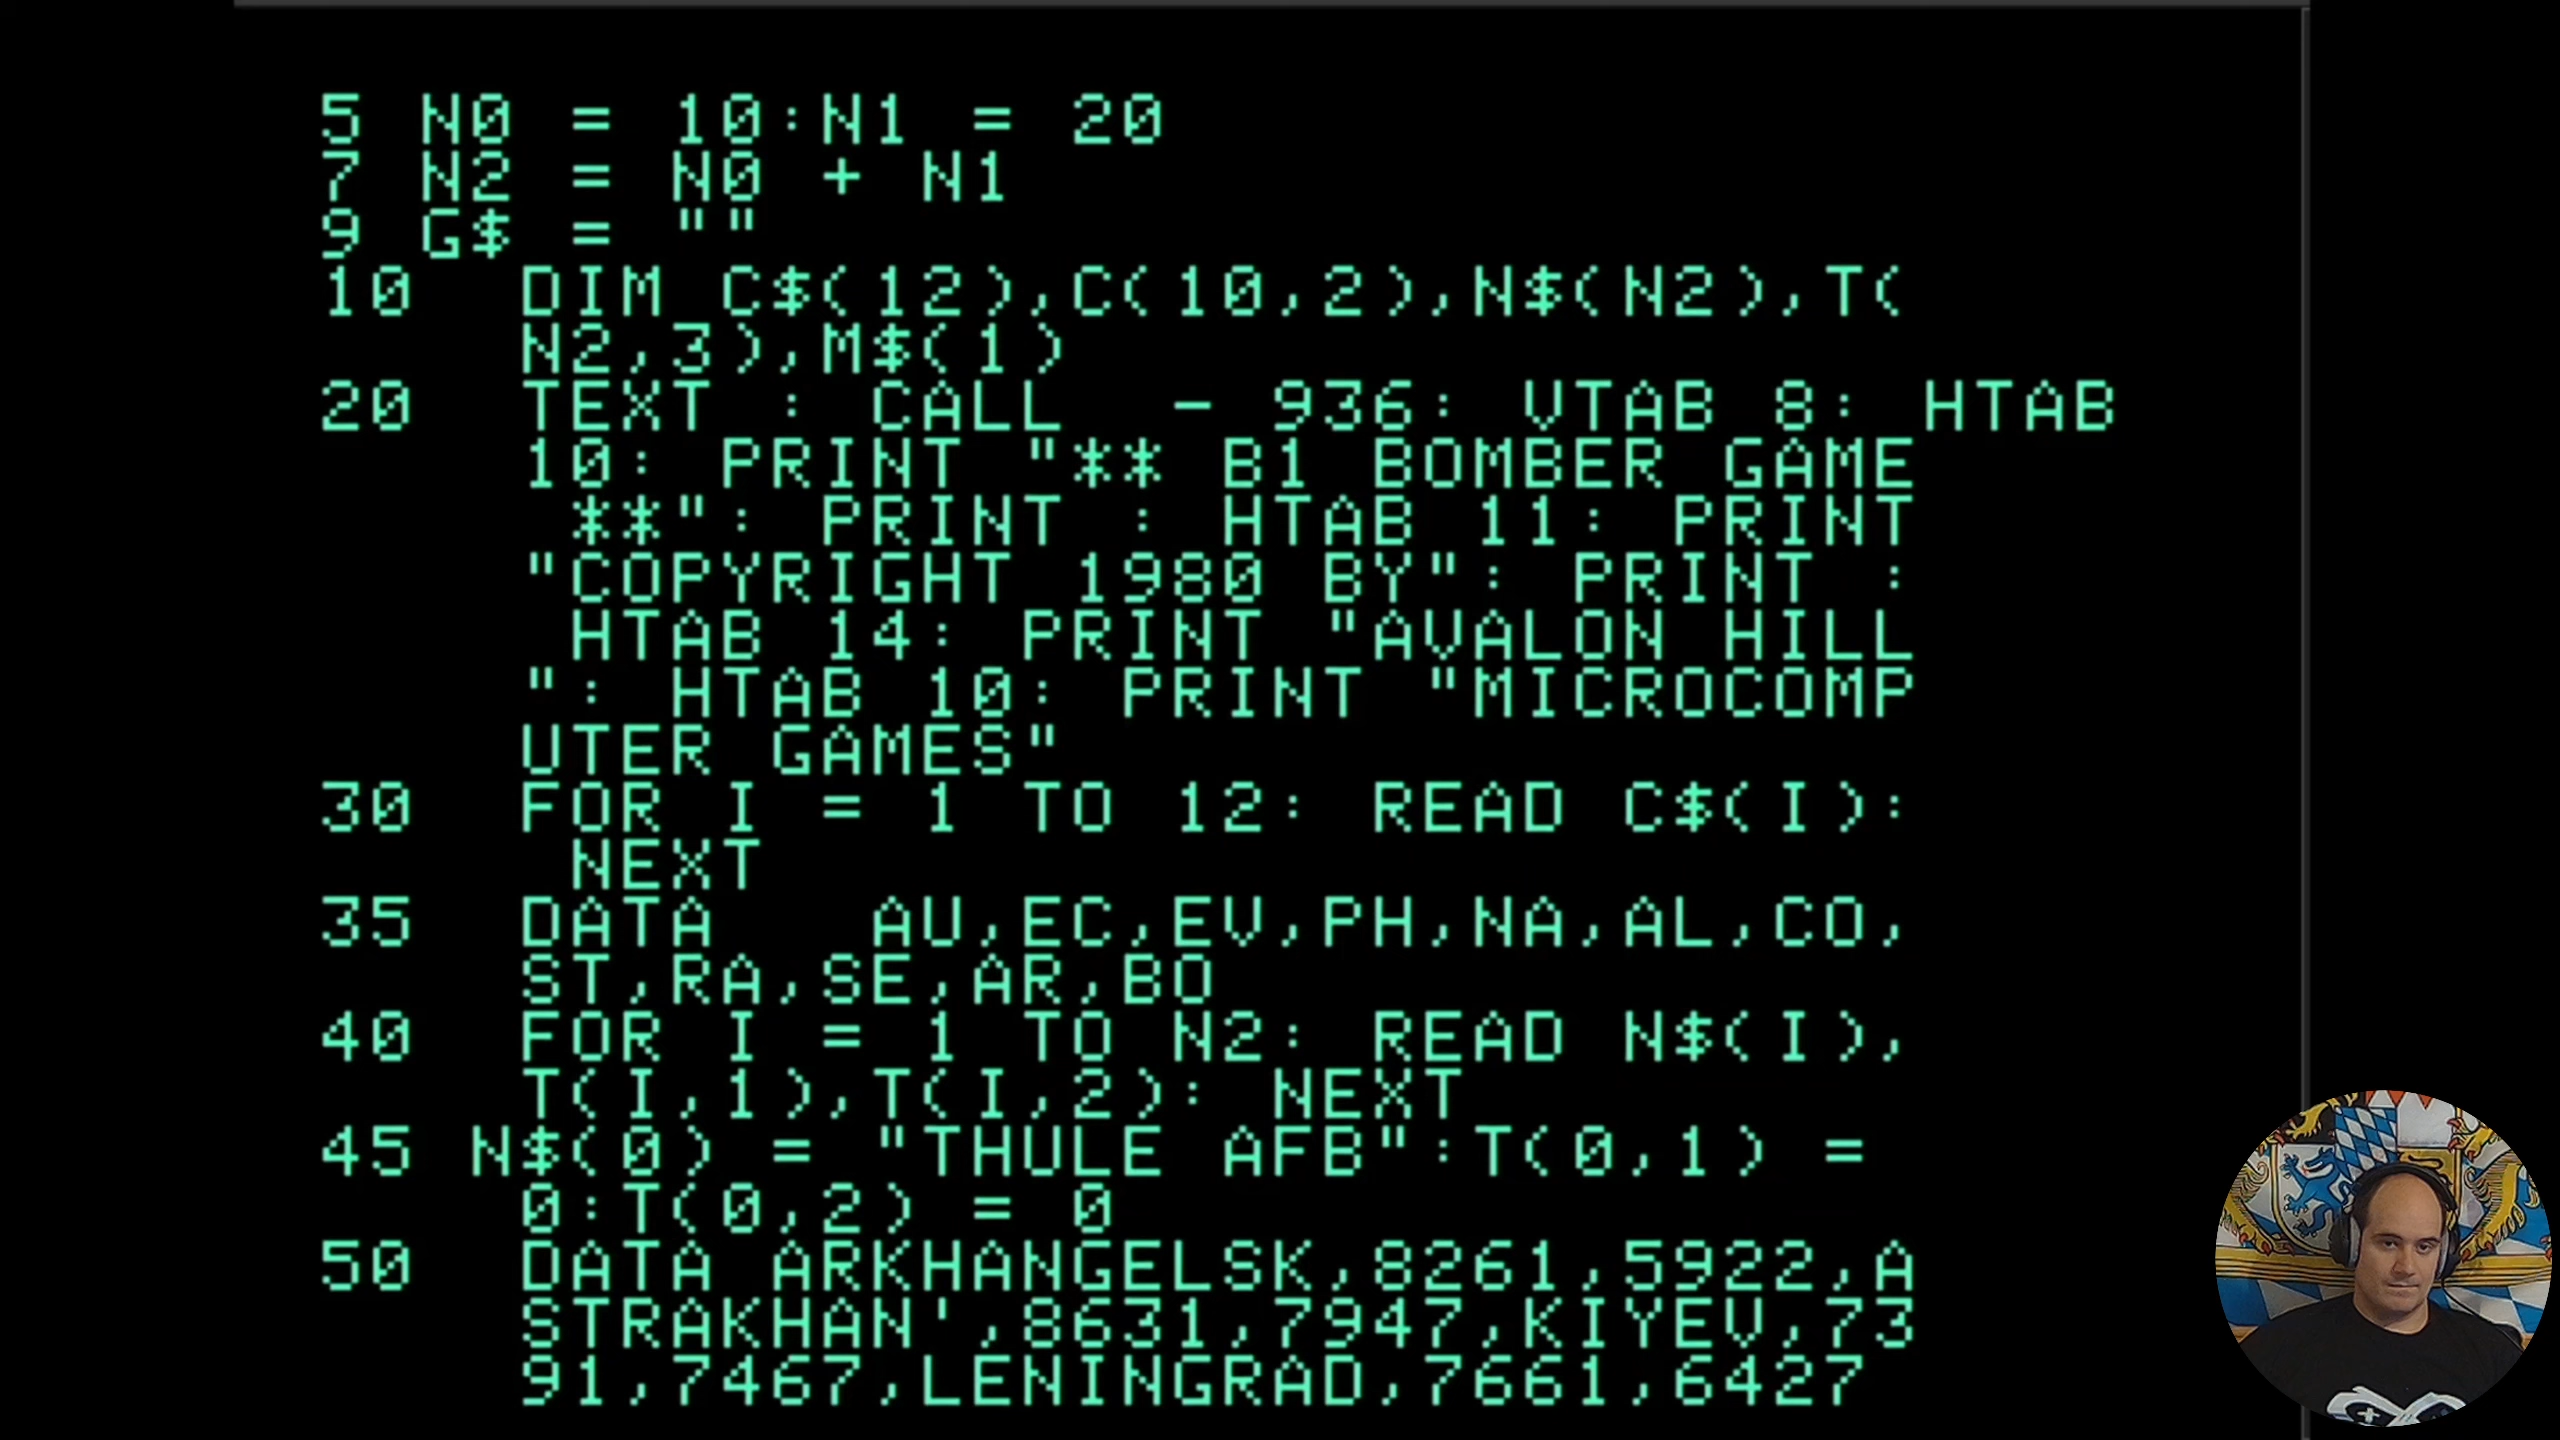 5 N0 = 10:N1 = 20
7 N2 = N0 + N1
9 G$ = ""
10 DIM C$(12),C(10,2),N$(N2),T(
N2,3),M$(1)
20 TEXT : CALL - 936: VTAB 8: HTAB
10: PRINT "** B1 BOMBER GAME
**": PRINT : HTAB 11: PRINT
"COPYRIGHT 1980 BY": PRINT :
HTAB 14: PRINT "AVALON HILL
": HTAB 10: PRINT "MICROCOMP
UTER GAMES"
30 FOR I = 1 TO 12: READ C$(I):
NEXT
35 DATA AU,EC,EV,PH,NA,AL,CO,
ST,RA,SE,AR,BO
40 FOR I = 1 TO N2: READ N$(I),
T(I,1),T(I,2): NEXT
45 N$(0) = "THULE AFB":T(0,1) =
0:T(0,2) = 0
50 DATA ARKHANGELSK,8261,5922,A
STRAKHAN',8631,7947,KIYEV,73
91,7467,LENINGRAD,7661,6427